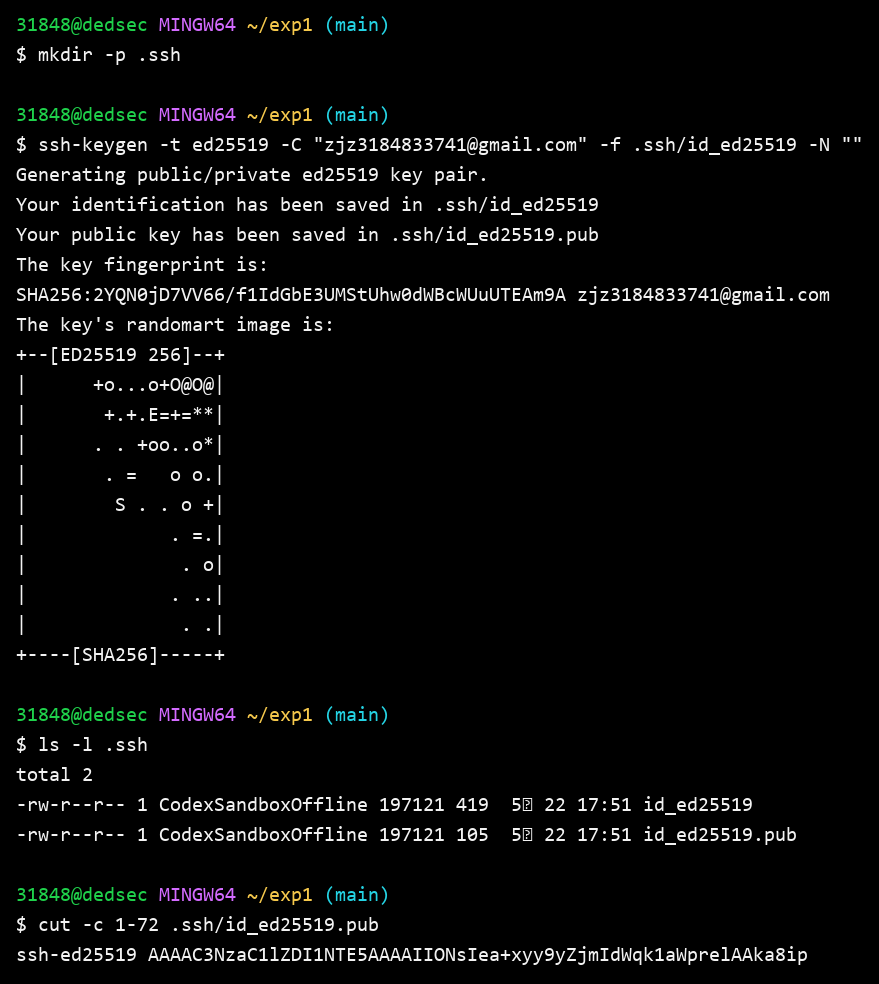 31848@dedsec MINGW64 ~/exp1 (main)
$ mkdir -p .ssh

31848@dedsec MINGW64 ~/exp1 (main)
$ ssh-keygen -t ed25519 -C "zjz3184833741@gmail.com" -f .ssh/id_ed25519 -N ""
Generating public/private ed25519 key pair.
Your identification has been saved in .ssh/id_ed25519
Your public key has been saved in .ssh/id_ed25519.pub
The key fingerprint is:
SHA256:2YQN0jD7VV66/f1IdGbE3UMStUhw0dWBcWUuUTEAm9A zjz3184833741@gmail.com
The key's randomart image is:
+--[ED25519 256]--+
|      +o...o+O@O@|
|       +.+.E=+=**|
|      . . +oo..o*|
|       . =   o o.|
|        S . . o +|
|             . =.|
|              . o|
|             . ..|
|              . .|
+----[SHA256]-----+

31848@dedsec MINGW64 ~/exp1 (main)
$ ls -l .ssh
total 2
-rw-r--r-- 1 CodexSandboxOffline 197121 419  5 22 17:51 id_ed25519
-rw-r--r-- 1 CodexSandboxOffline 197121 105  5 22 17:51 id_ed25519.pub

31848@dedsec MINGW64 ~/exp1 (main)
$ cut -c 1-72 .ssh/id_ed25519.pub
ssh-ed25519 AAAAC3NzaC1lZDI1NTE5AAAAIIONsIea+xyy9yZjmIdWqk1aWprelAAka8ip